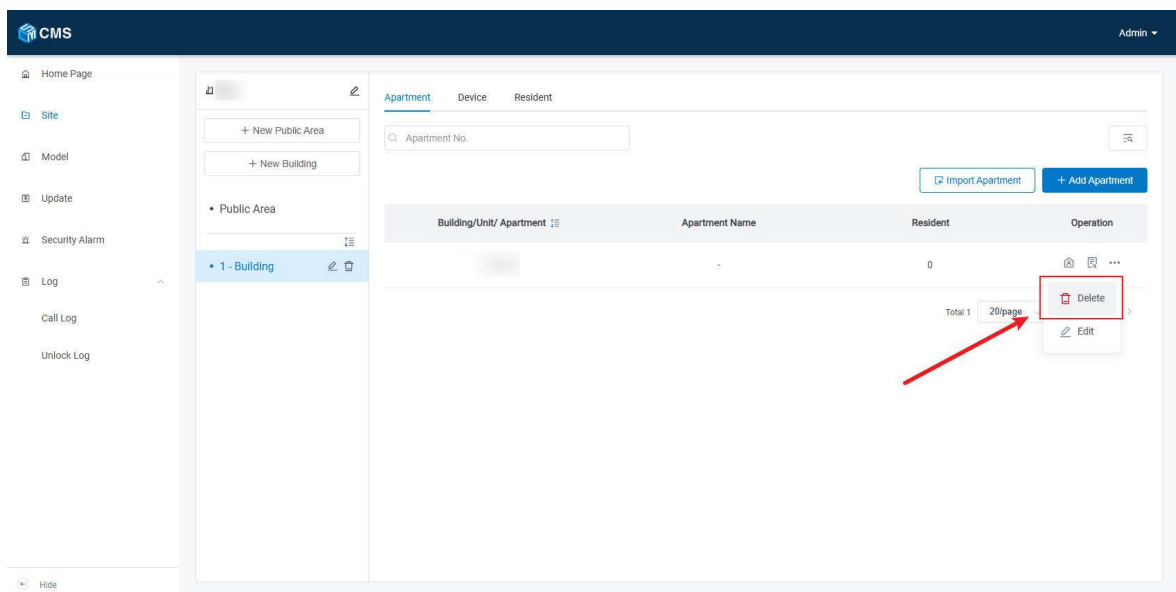 CMS
Admin
Home Page
Site
Model
Update
Security Alarm
Log
Call Log
Unlock Log
Hide
+ New Public Area
+ New Building
• Public Area
• 1 - Building
Apartment Device Resident
Apartment No.
Import Apartment + Add Apartment
Building/Unit/ Apartment Apartment Name Resident Operation
- 0 •••
Delete
Edit
Total 1 20/page